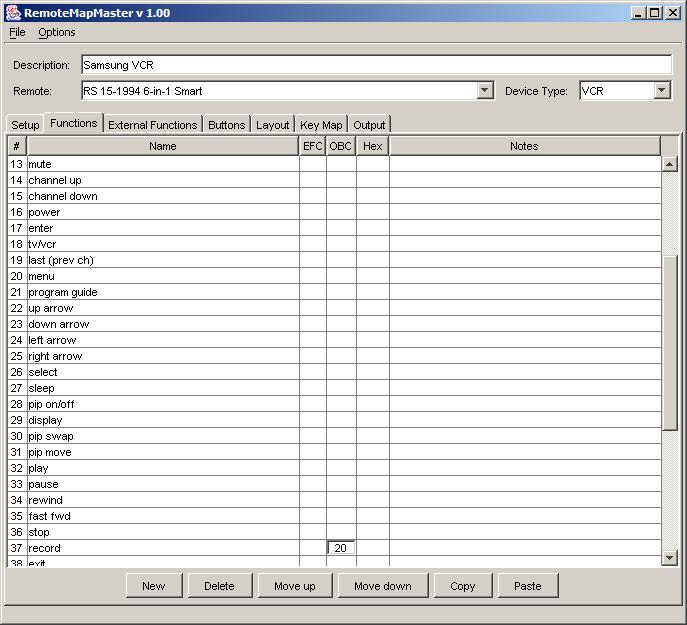 RemoteMapMaster v 1.00
File Options
Description: Samsung VCR
Remote: RS 15-1994 6-in-1 Smart Device Type: VCR
Setup Functions External Functions Buttons Layout Key Map Output
# Name EFC OBC Hex Notes
13 mute
14 channel up
15 channel down
16 power
17 enter
18 tv/vcr
19 last (prev ch)
20 menu
21 program guide
22 up arrow
23 down arrow
24 left arrow
25 right arrow
26 select
27 sleep
28 pip on/off
29 display
30 pip swap
31 pip move
32 play
33 pause
34 rewind
35 fast fwd
36 stop
37 record 20
38 exit
New Delete Move up Move down Copy Paste